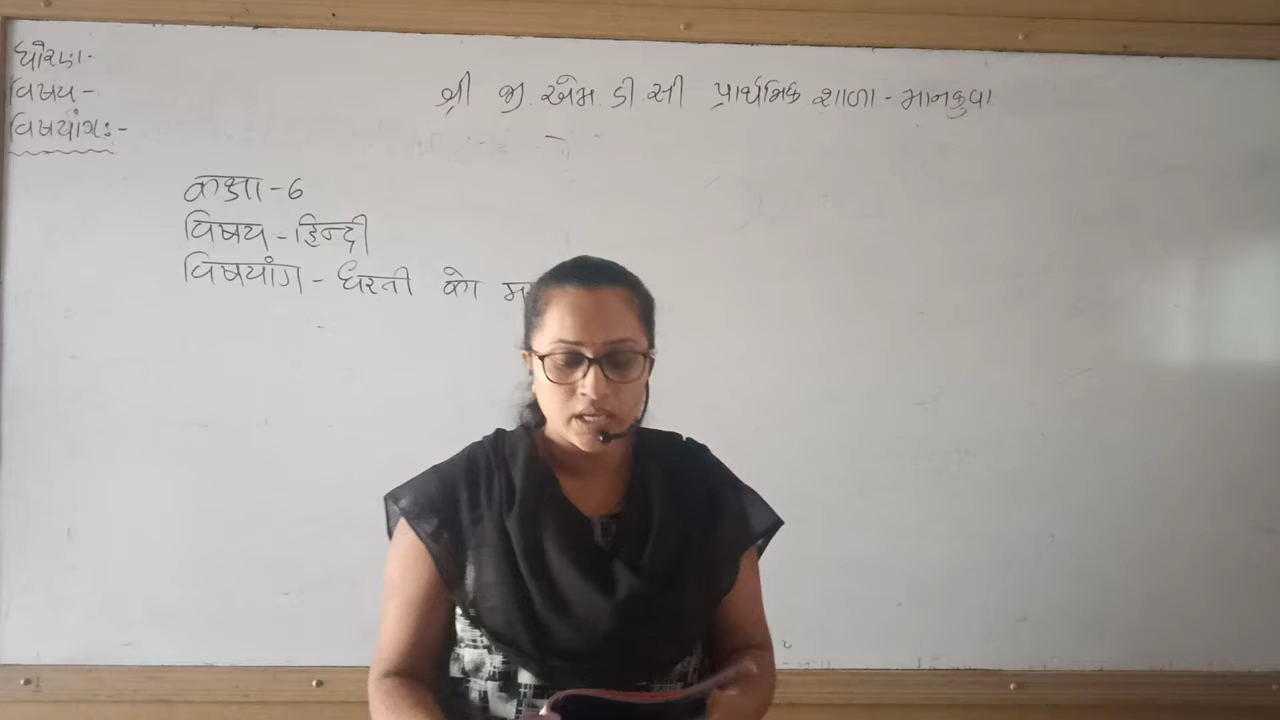 ધોરણ-
વિષય-
વિષયાંગ:-
શ્રી જી.એમ.ડી.સી પ્રાથમિક શાળા - માનકુવા
कक्षा-6
विषय-हिन्दी
विषयांग-धरती को